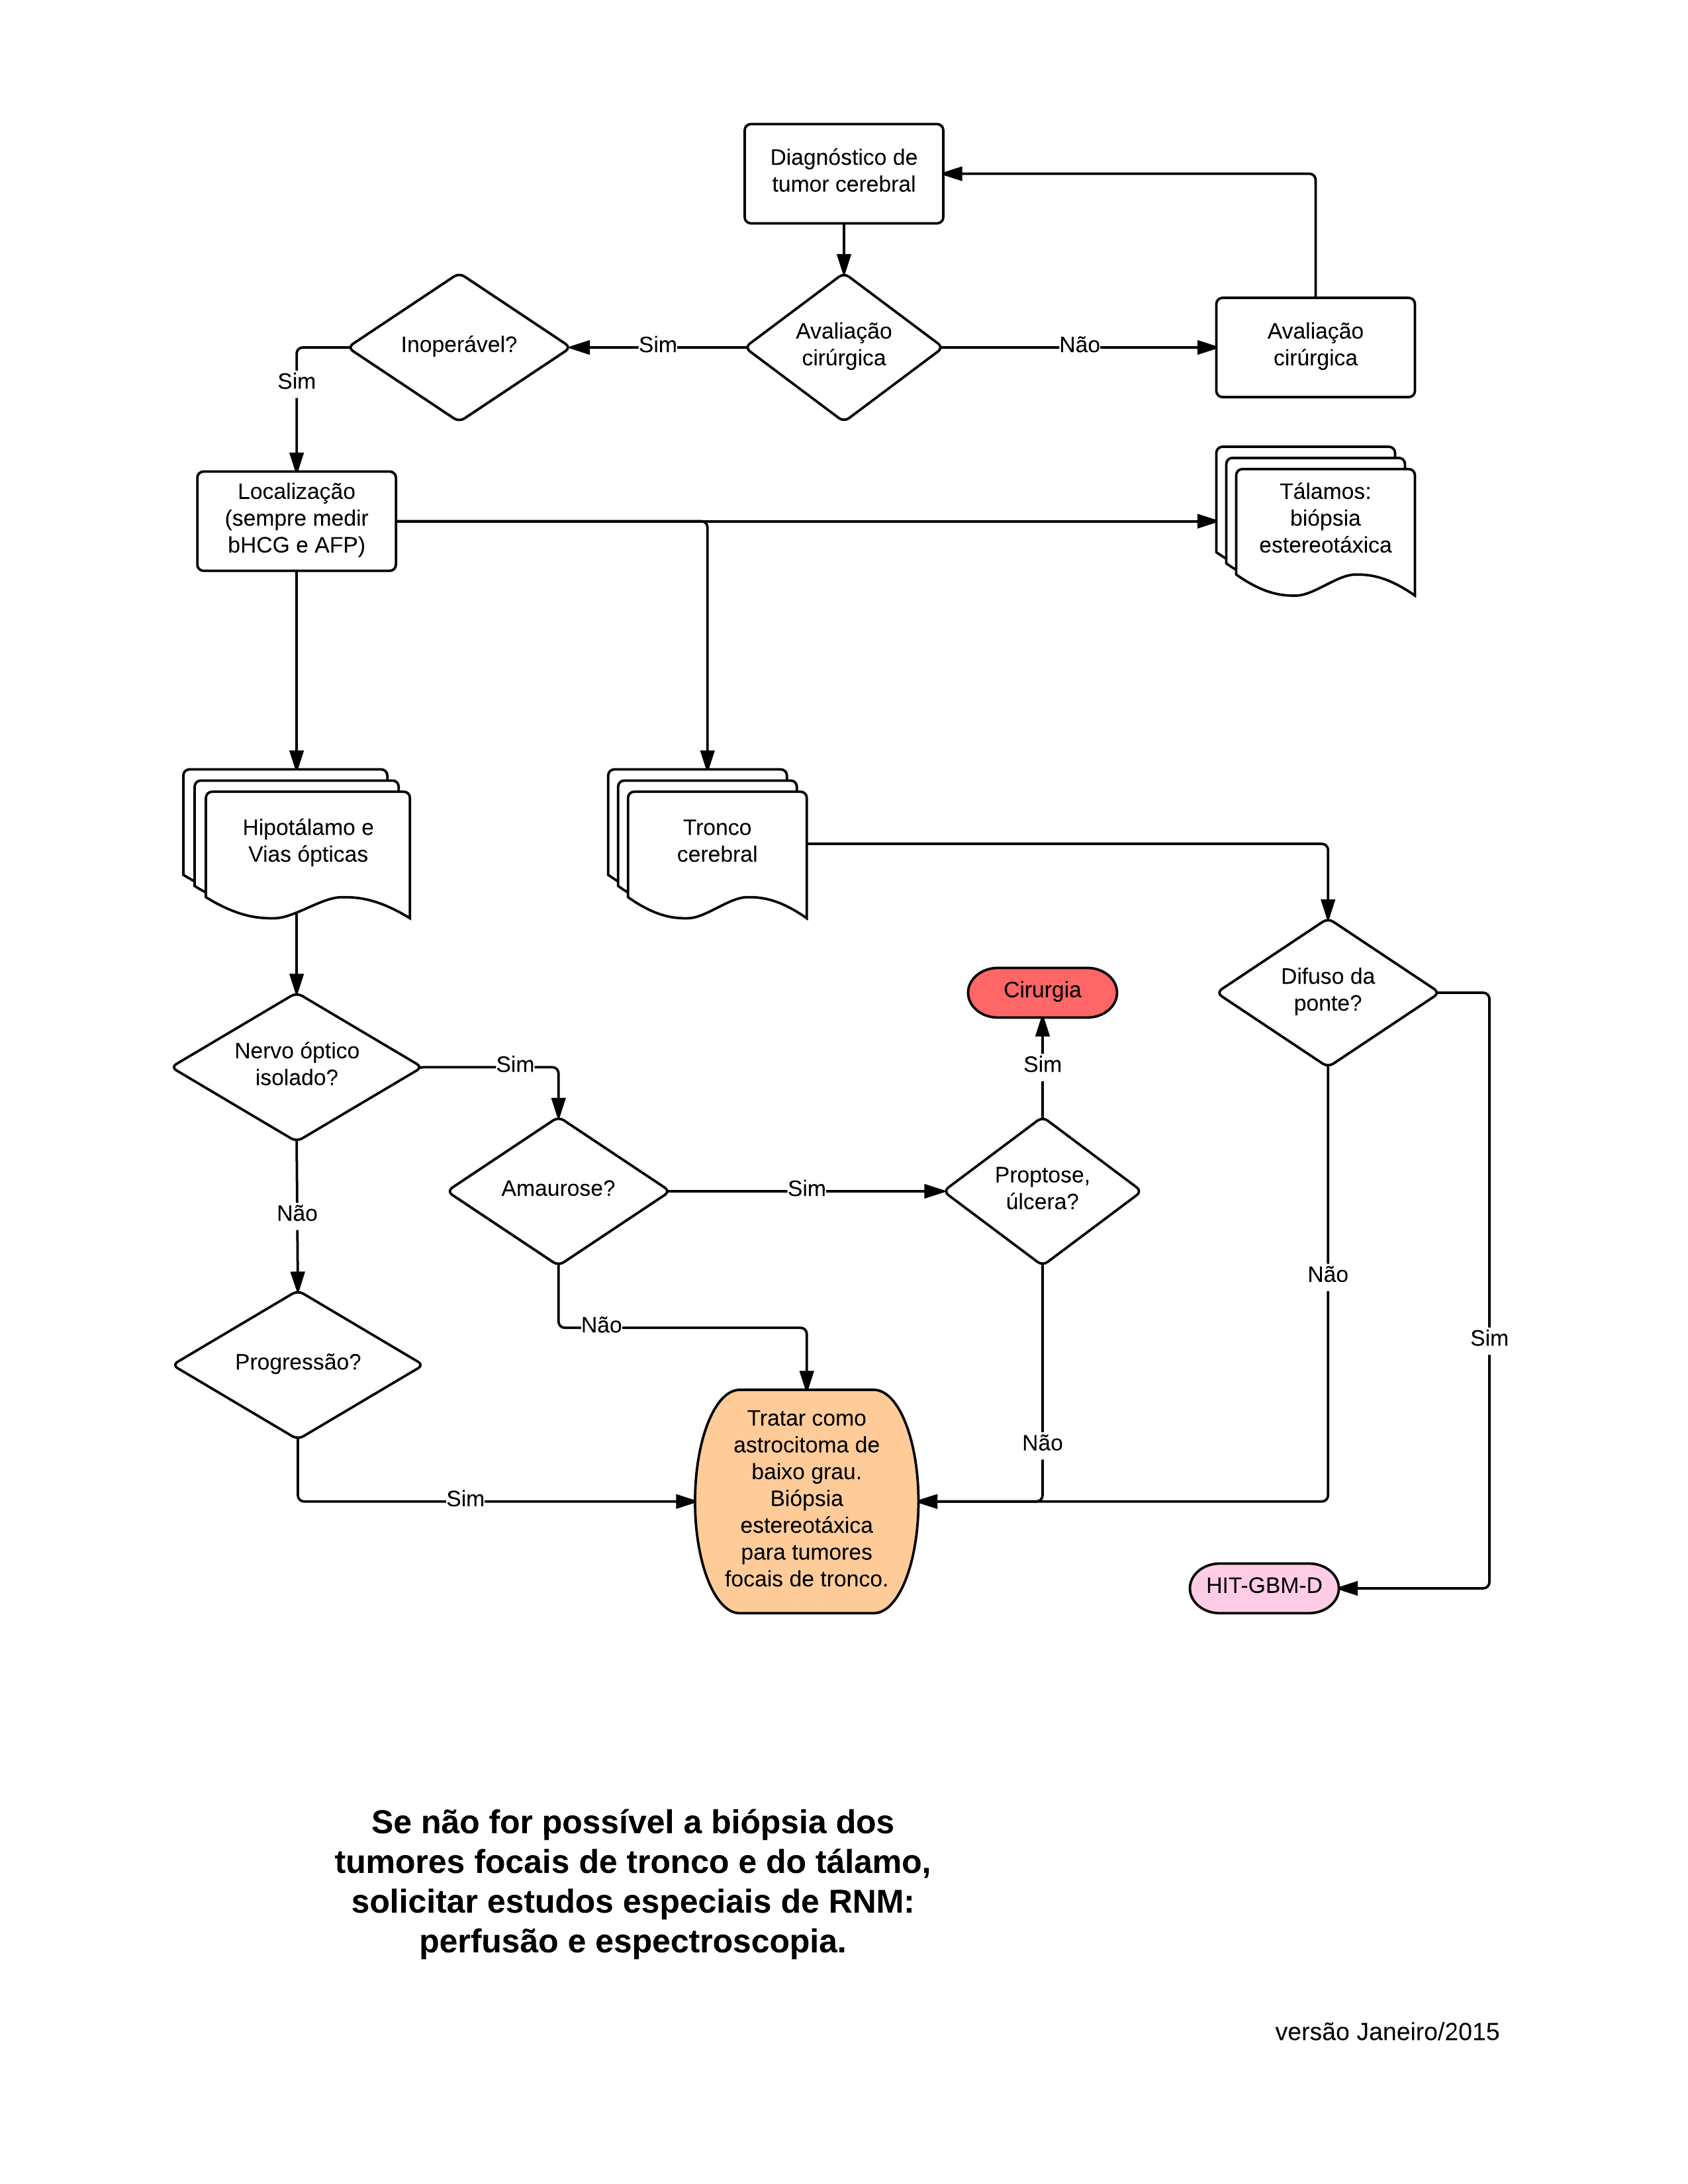 Diagnóstico de
tumor cerebral
Inoperável?
Sim
Avaliação
cirúrgica
Não
Avaliação
cirúrgica
Sim
Localização
(sempre medir
bHCG e AFP)
Tálamos:
biópsia
estereotáxica
Hipotálamo e
Vias ópticas
Tronco
cerebral
Difuso da
ponte?
Cirurgia
Nervo óptico
isolado?
Sim
Sim
Amaurose?
Sim
Proptose,
úlcera?
Não
Não
Sim
Não
Progressão?
Não
Sim
Tratar como
astrocitoma de
baixo grau.
Biópsia
estereotáxica
para tumores
focais de tronco.
HIT-GBM-D
Se não for possível a biópsia dos
tumores focais de tronco e do tálamo,
solicitar estudos especiais de RNM:
perfusão e espectroscopia.
versão Janeiro/2015